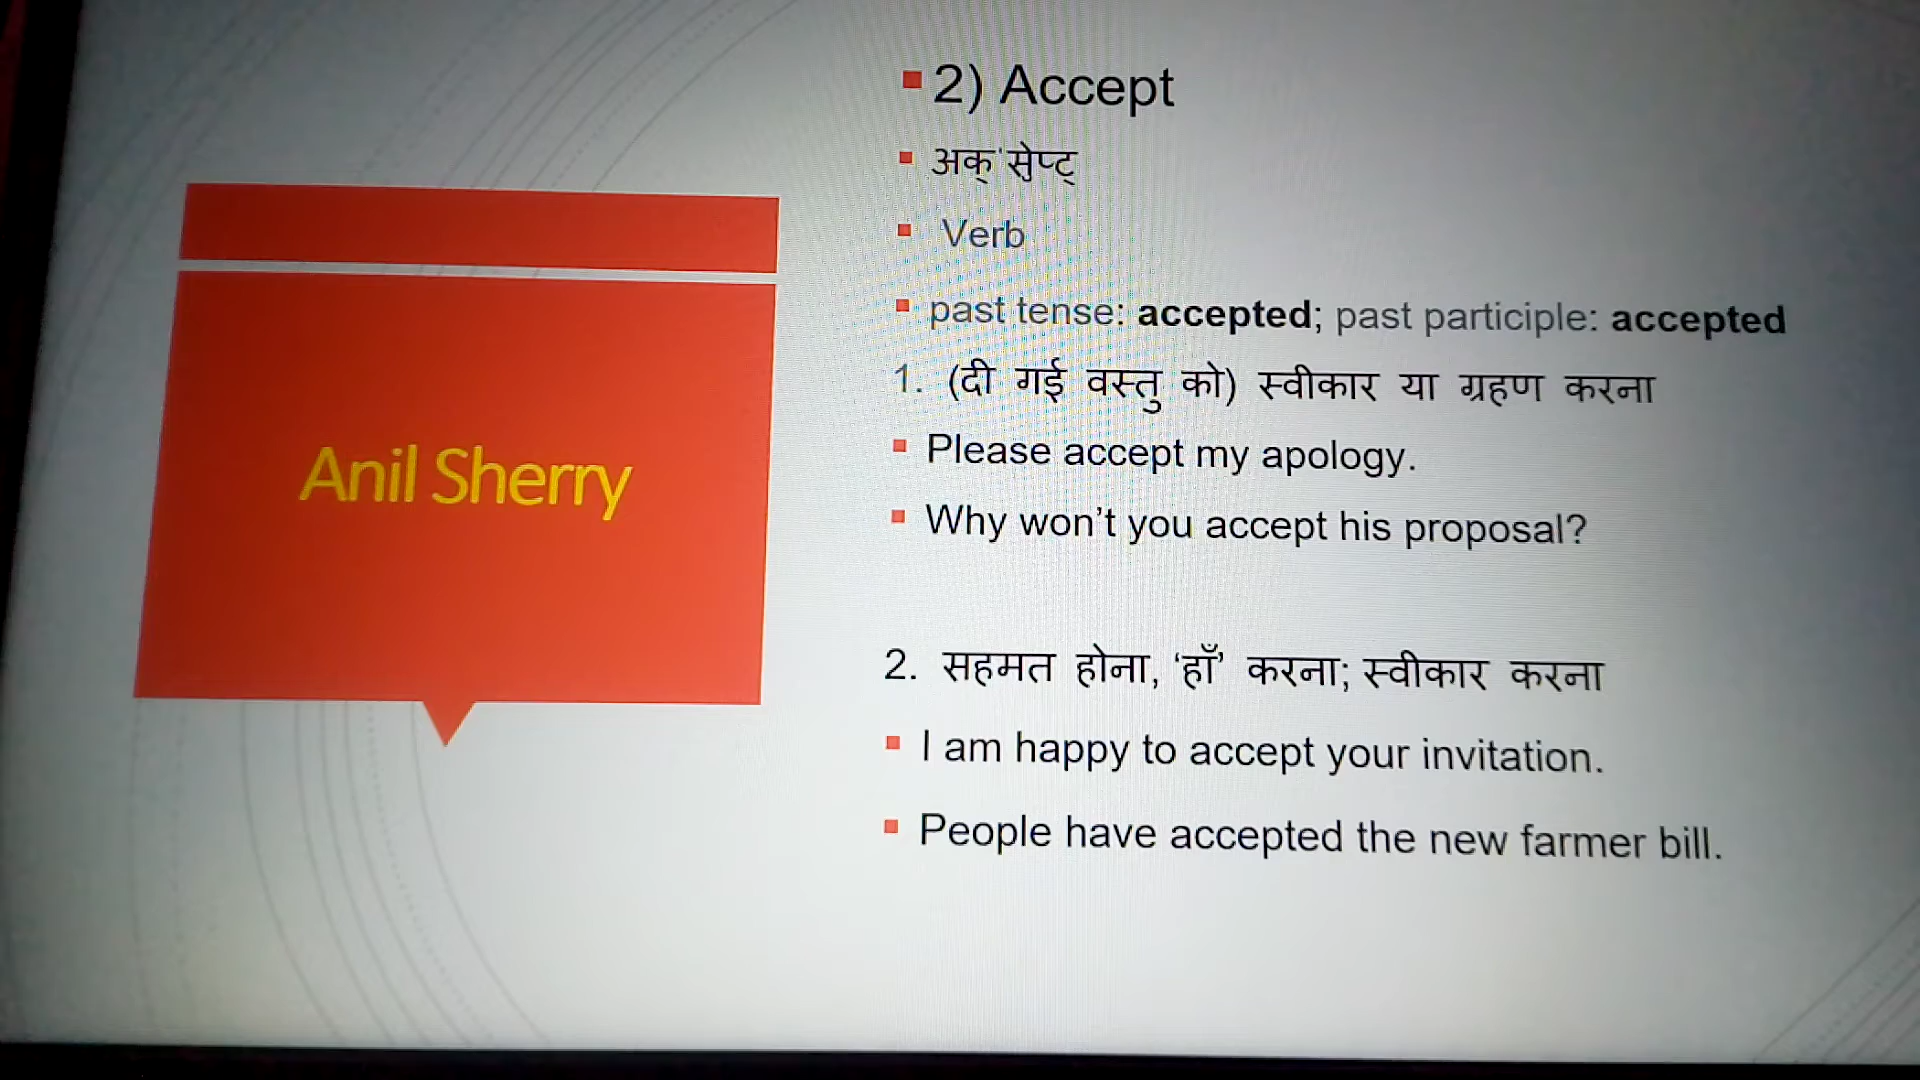 Anil Sherry
2) Accept
अक्ˈसे़प्ट्
Verb
past tense: accepted; past participle: accepted
1. (दी गई वस्तु को) स्वीकार या ग्रहण करना
Please accept my apology.
Why won’t you accept his proposal?
2. सहमत होना, ‘हाँ’ करना; स्वीकार करना
I am happy to accept your invitation.
People have accepted the new farmer bill.